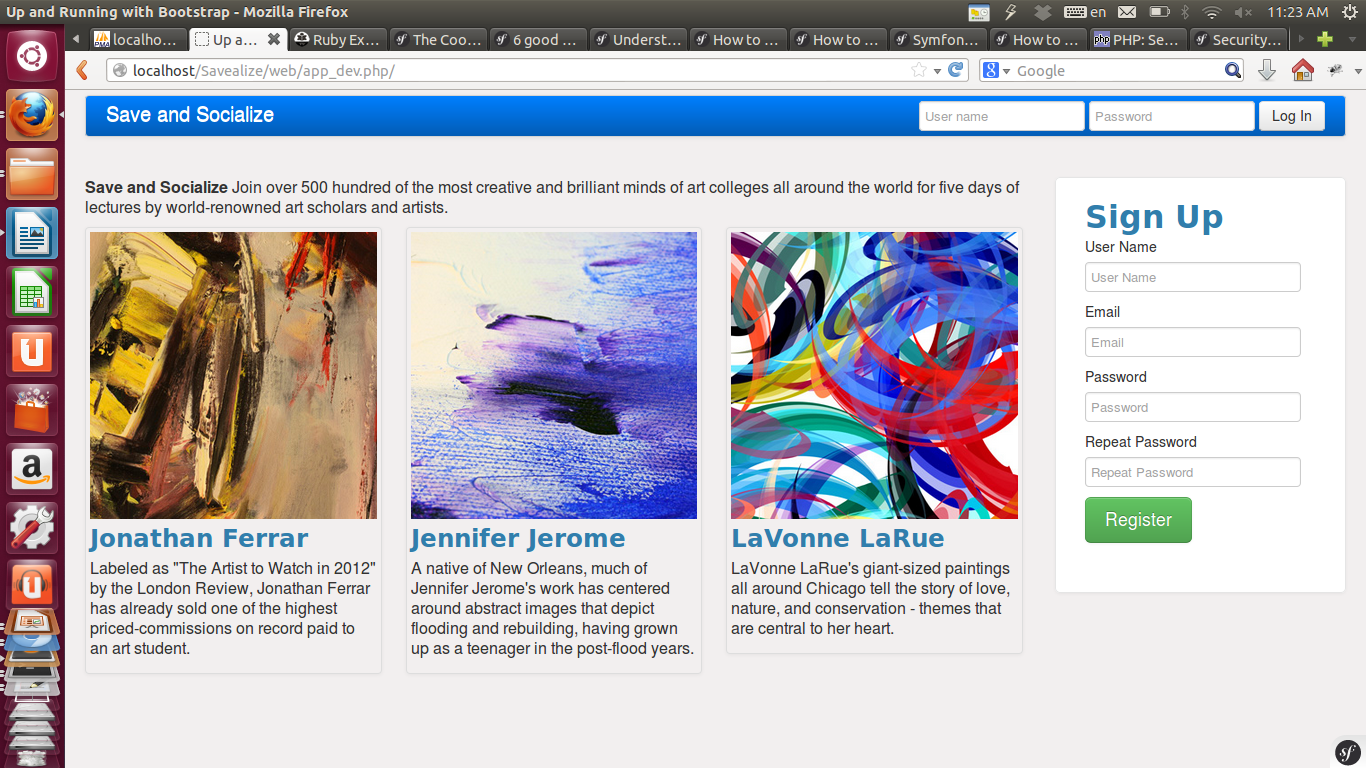 Up and Running with Bootstrap - Mozilla Firefox
en
11:23 AM
localho...
Up a...
Ruby Ex...
The Coo...
6 good ...
Underst...
How to ...
How to ...
Symfon...
How to ...
PHP: Se...
Security...
localhost/Savealize/web/app_dev.php/
Google
Save and Socialize
User name
Password
Log In
Save and Socialize Join over 500 hundred of the most creative and brilliant minds of art colleges all around the world for five days of
lectures by world-renowned art scholars and artists.
Jonathan Ferrar
Labeled as "The Artist to Watch in 2012"
by the London Review, Jonathan Ferrar
has already sold one of the highest
priced-commissions on record paid to
an art student.
Jennifer Jerome
A native of New Orleans, much of
Jennifer Jerome's work has centered
around abstract images that depict
flooding and rebuilding, having grown
up as a teenager in the post-flood years.
LaVonne LaRue
LaVonne LaRue's giant-sized paintings
all around Chicago tell the story of love,
nature, and conservation - themes that
are central to her heart.
Sign Up
User Name
User Name
Email
Email
Password
Password
Repeat Password
Repeat Password
Register